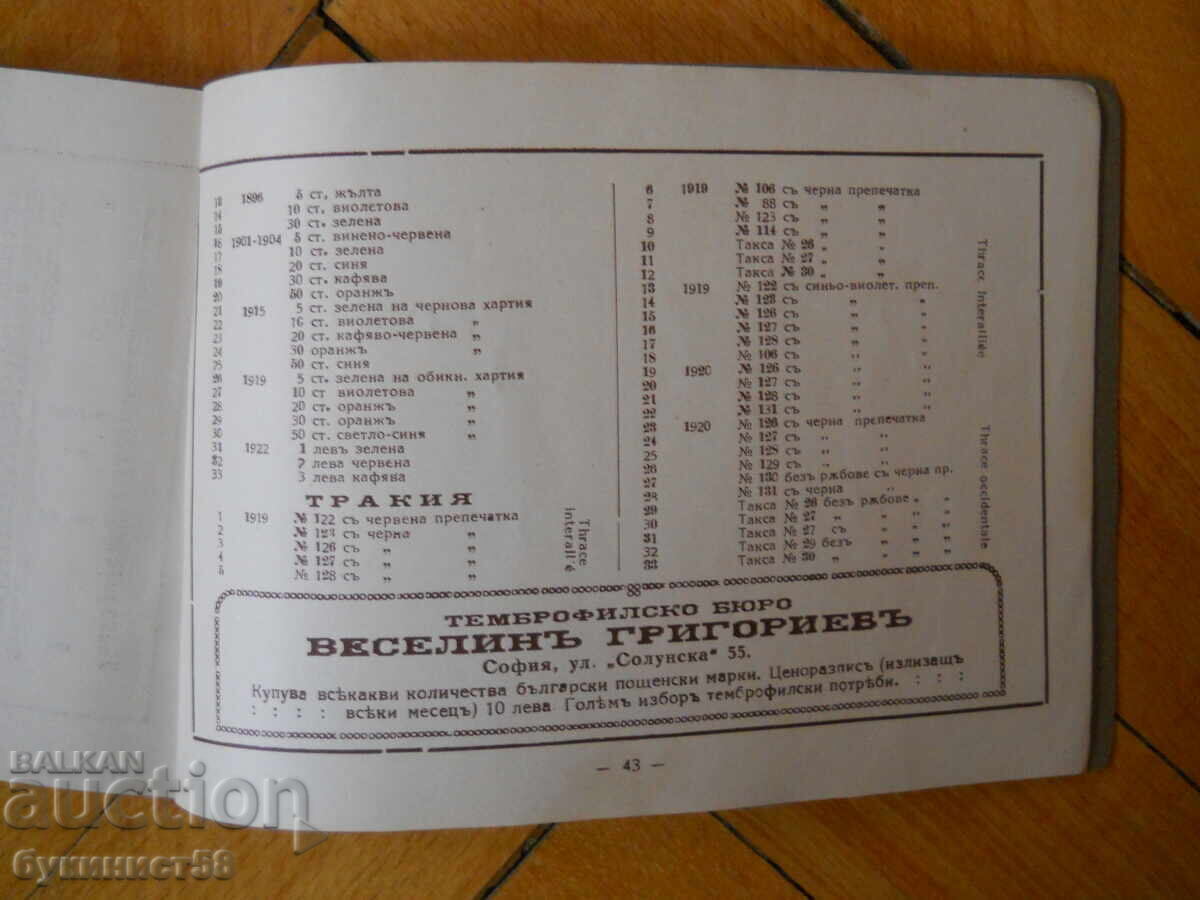 13 1896 5 ст. жълта
14 10 ст. виолетова
15 30 ст. зелена
16 1901-1904 5 ст. винено-червена
17 10 ст. зелена
18 20 ст. синя
19 30 ст. кафява
20 50 ст. оранжъ
21 1915 5 ст. зелена на чернова хартия
22 10 ст. виолетова „
23 20 ст. кафяво-червена „
24 30 оранжъ „
25 50 ст. синя
26 1919 5 ст. зелена на обикн. хартия
27 10 ст виолетова „
28 20 ст. оранжъ „
29 30 ст. оранжъ „
30 50 ст. светло-синя „
31 1922 1 левъ зелена
32 2 лева червена
33 3 лева кафява
ТРАКИЯ
1 1919 № 122 съ червена препечатка
2 № 123 съ черна „
3 № 126 съ „ „
4 № 127 съ „ „
5 № 128 съ „ „
Thrace
interall'é
6 1919 № 106 съ черна препечатка
7 № 88 съ „ „
8 № 123 съ „ „
9 № 114 съ „ „
10 Такса № 26 „ „
11 Такса № 27 „ „
12 Такса № 30 „ „
13 1919 № 122 съ синьо-виолет. преп.
14 № 123 съ „ „
15 № 126 съ „ „
16 № 127 съ „ „
17 № 128 съ „ „
18 № 106 съ „ „
19 1920 № 126 съ „ „
20 № 127 съ „ „
21 № 128 съ „ „
22 № 131 съ „ „
23 1920 № 126 съ черна препечатка
24 № 127 съ „ „
25 № 128 съ „ „
26 № 129 съ „ „
27 № 130 безъ ржбове съ черна пр.
28 № 131 съ черна „
29 Такса № 26 безъ ржбове „ „
30 Такса № 27 „ „ „ „
31 Такса № 27 съ „ „ „
32 Такса № 29 безъ „ „ „
33 Такса № 30 „ „ „ „
Thrace Interalliée
Thrace occidentale
88
ТЕМБРОФИЛСКО БЮРО
ВЕСЕЛИНЪ ГРИГОРИЕВЪ
София, ул. „Солунска“ 55.
Купува всѣкакви количества български пощенски марки. Ценоразписъ (излизащъ
: : : : всѣки месецъ) 10 лева Голѣмъ изборъ темброфилски потрѣби. : : :
— 43 —
BALKAN
auction
букинист58